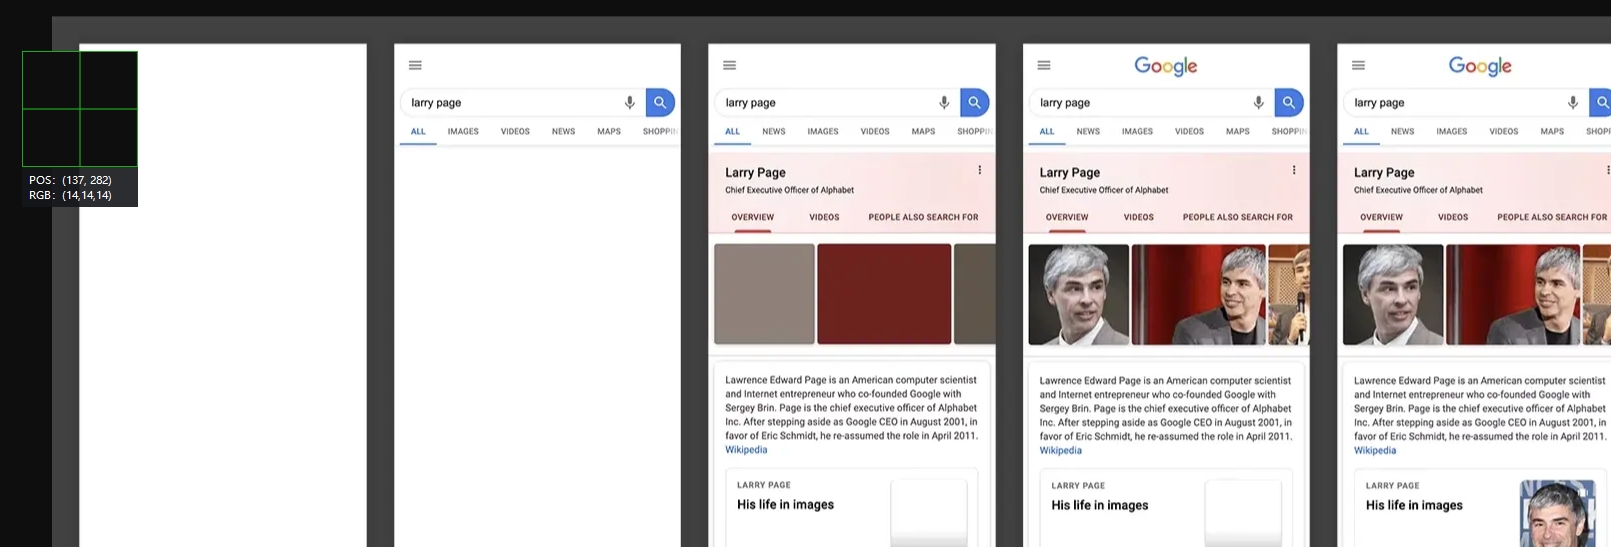 POS: (137, 282)
RGB: (14,14,14)
larry page
ALL IMAGES VIDEOS NEWS MAPS SHOPPIN
larry page
ALL NEWS IMAGES VIDEOS MAPS SHOPPIN
Larry Page
Chief Executive Officer of Alphabet
OVERVIEW VIDEOS PEOPLE ALSO SEARCH FOR
Lawrence Edward Page is an American computer scientist
and Internet entrepreneur who co-founded Google with
Sergey Brin. Page is the chief executive officer of Alphabet
Inc. After stepping aside as Google CEO in August 2001, in
favor of Eric Schmidt, he re-assumed the role in April 2011.
Wikipedia
LARRY PAGE
His life in images
Google
larry page
ALL NEWS IMAGES VIDEOS MAPS SHOPPIN
Larry Page
Chief Executive Officer of Alphabet
OVERVIEW VIDEOS PEOPLE ALSO SEARCH FOR
Lawrence Edward Page is an American computer scientist
and Internet entrepreneur who co-founded Google with
Sergey Brin. Page is the chief executive officer of Alphabet
Inc. After stepping aside as Google CEO in August 2001, in
favor of Eric Schmidt, he re-assumed the role in April 2011.
Wikipedia
LARRY PAGE
His life in images
Google
larry page
ALL NEWS IMAGES VIDEOS MAPS SHOPI
Larry Page
Chief Executive Officer of Alphabet
OVERVIEW VIDEOS PEOPLE ALSO SEARCH FOR
Lawrence Edward Page is an American computer scientist
and Internet entrepreneur who co-founded Google with
Sergey Brin. Page is the chief executive officer of Alphabet
Inc. After stepping aside as Google CEO in August 2001, in
favor of Eric Schmidt, he re-assumed the role in April 2011.
Wikipedia
LARRY PAGE
His life in images